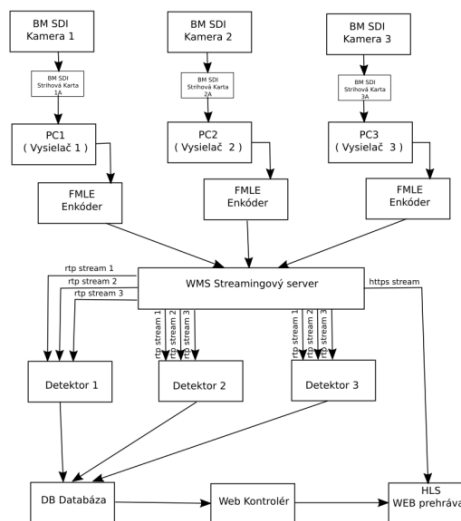 BM SDI
Kamera 1
BM SDI
Kamera 2
BM SDI
Kamera 3
BM SDI
Strihová Karta
1A
BM SDI
Strihová Karta
2A
BM SDI
Strihová Karta
3A
PC1
( Vysielač 1 )
PC2
( Vysielač 2 )
PC3
( Vysielač 3 )
FMLE
Enkóder
FMLE
Enkóder
FMLE
Enkóder
WMS Streamingový server
rtp stream 1
rtp stream 2
rtp stream 3
rtp stream 1
rtp stream 2
rtp stream 3
rtp stream 1
rtp stream 2
rtp stream 3
https stream
Detektor 1
Detektor 2
Detektor 3
DB Databáza
Web Kontrolér
HLS
WEB prehráva